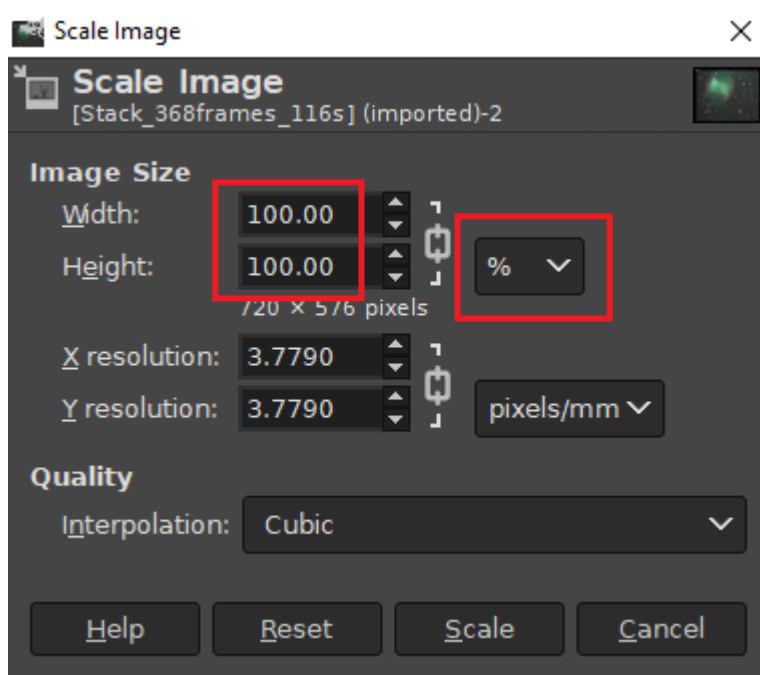 Scale Image
Scale Image
[Stack_368frames_116s] (imported)-2
Image Size
Width: 100.00
Height: 100.00 %
720 × 576 pixels
X resolution: 3.7790
Y resolution: 3.7790 pixels/mm
Quality
Interpolation: Cubic
Help Reset Scale Cancel